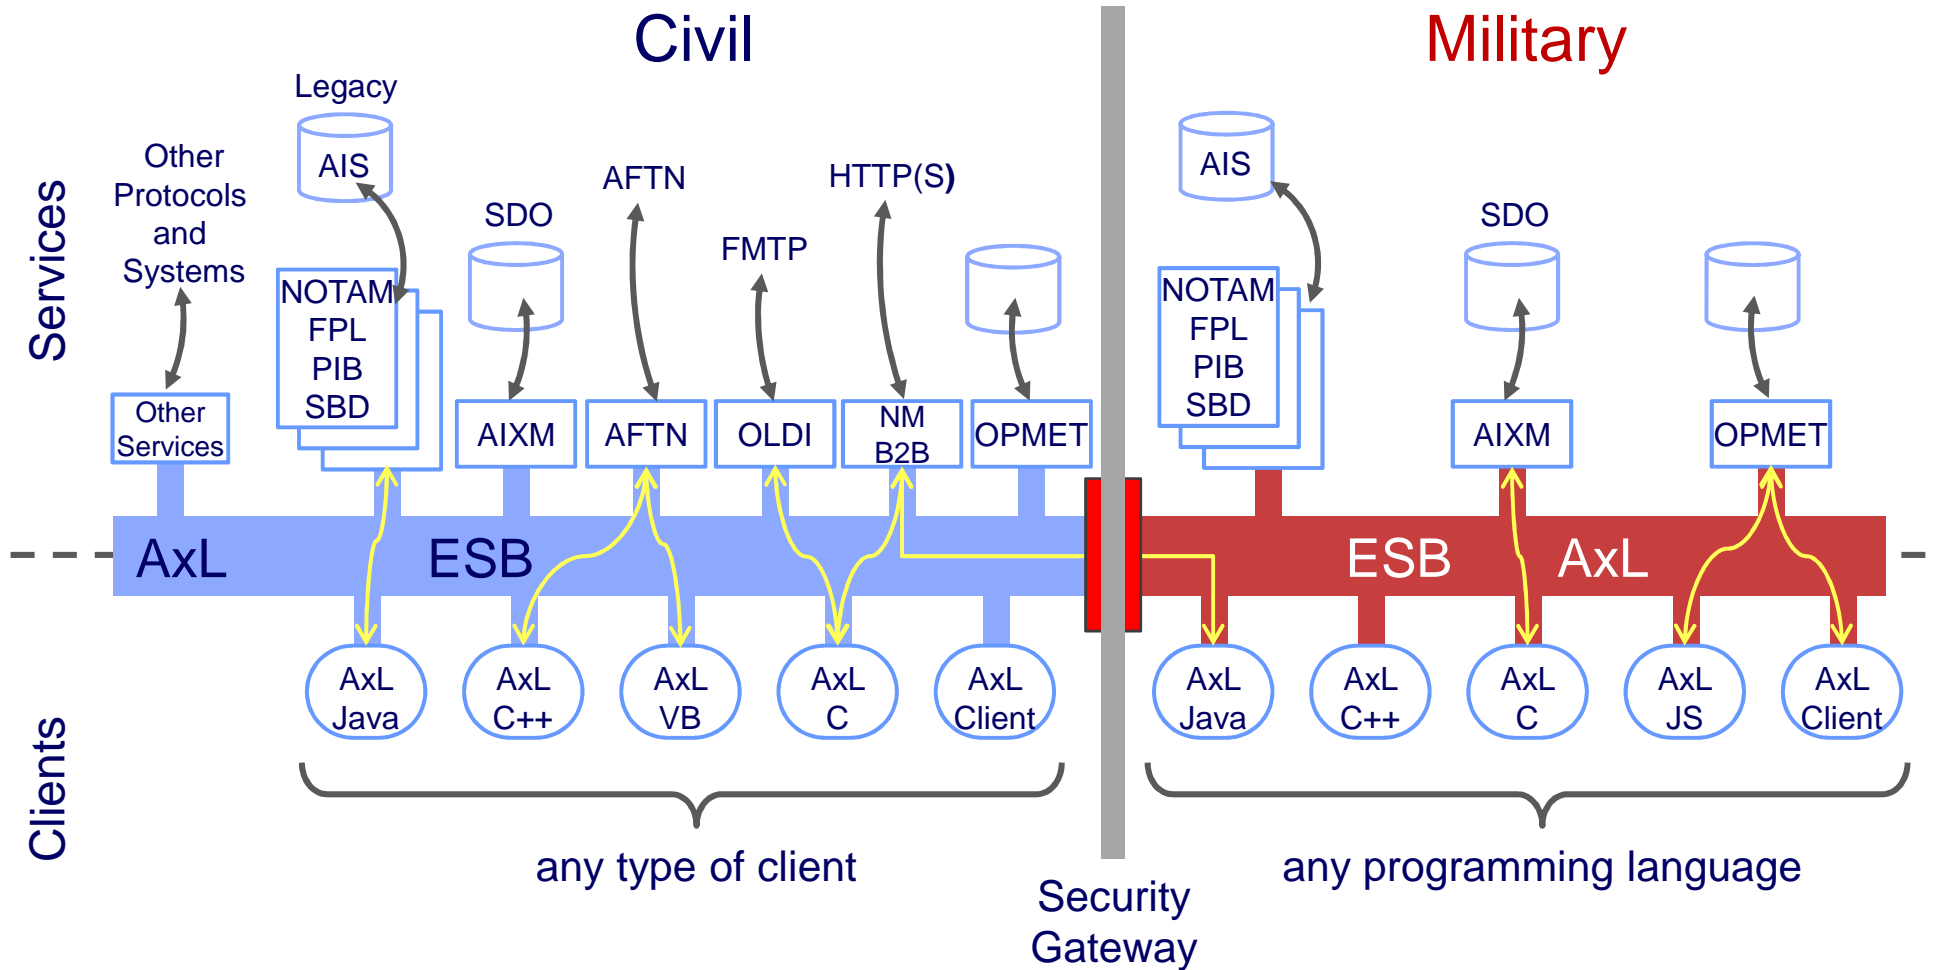 Civil
Military
Services
Clients
Legacy
AIS
Other
Protocols
and
Systems
AFTN
HTTP(S)
SDO
FMTP
NOTAM
FPL
PIB
SBD
Other
Services
AIXM
AFTN
OLDI
NM
B2B
OPMET
AIS
SDO
NOTAM
FPL
PIB
SBD
AIXM
OPMET
AxL
ESB
ESB
AxL
AxL
Java
AxL
C++
AxL
VB
AxL
C
AxL
Client
AxL
Java
AxL
C++
AxL
C
AxL
JS
AxL
Client
any type of client
any programming language
Security
Gateway